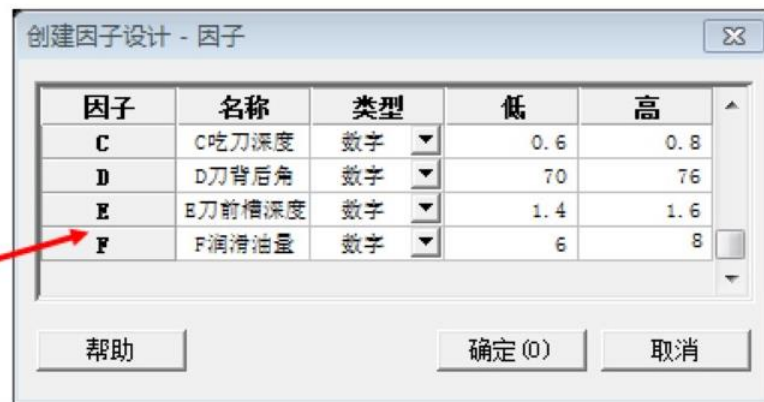 创建因子设计 - 因子
因子 名称 类型 低 高
C C吃刀深度 数字 0.6 0.8
D D刀背后角 数字 70 76
E E刀前槽深度 数字 1.4 1.6
F F润滑油量 数字 6 8
帮助 确定(O) 取消